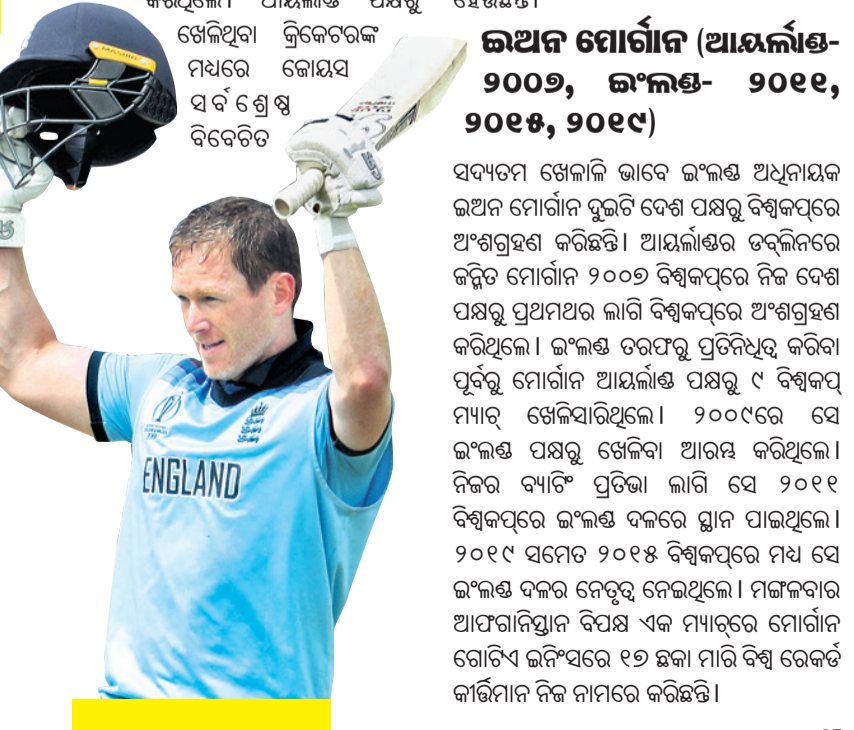 ଖେଳିଥିବା କ୍ରିକେଟରଙ୍କ
ମଧ୍ୟରେ ଜୋୟସ
ସର୍ବଶ୍ରେଷ୍ଠ
ବିବେଚିତ
ହେଉଛନ୍ତି।
ଇଅନ ମୋର୍ଗାନ (ଆୟର୍ଲାଣ୍ଡ-
୨୦୦୭, ଇଂଲଣ୍ଡ- ୨୦୧୧,
୨୦୧୫, ୨୦୧୯)
ସଦ୍ୟତମ ଖେଳାଳି ଭାବେ ଇଂଲଣ୍ଡ ଅଧିନାୟକ
ଇଅନ ମୋର୍ଗାନ ଦୁଇଟି ଦେଶ ପକ୍ଷରୁ ବିଶ୍ୱକପ୍‌ରେ
ଅଂଶଗ୍ରହଣ କରିଛନ୍ତି। ଆୟର୍ଲାଣ୍ଡର ଡବ୍‌ଲିନରେ
ଜନ୍ମିତ ମୋର୍ଗାନ ୨୦୦୭ ବିଶ୍ୱକପ୍‌ରେ ନିଜ ଦେଶ
ପକ୍ଷରୁ ପ୍ରଥମଥର ଲାଗି ବିଶ୍ୱକପ୍‌ରେ ଅଂଶଗ୍ରହଣ
କରିଥିଲେ। ଇଂଲଣ୍ଡ ତରଫରୁ ପ୍ରତିନିଧିତ୍ୱ କରିବା
ପୂର୍ବରୁ ମୋର୍ଗାନ ଆୟର୍ଲାଣ୍ଡ ପକ୍ଷରୁ ୯ ବିଶ୍ୱକପ୍
ମ୍ୟାଚ୍ ଖେଳିସାରିଥିଲେ। ୨୦୦୯ରେ ସେ
ଇଂଲଣ୍ଡ ପକ୍ଷରୁ ଖେଳିବା ଆରମ୍ଭ କରିଥିଲେ।
ନିଜର ବ୍ୟାଟିଂ ପ୍ରତିଭା ଲାଗି ସେ ୨୦୧୧
ବିଶ୍ୱକପ୍‌ରେ ଇଂଲଣ୍ଡ ଦଳରେ ସ୍ଥାନ ପାଇଥିଲେ।
୨୦୧୯ ସମେତ ୨୦୧୫ ବିଶ୍ୱକପ୍‌ରେ ମଧ୍ୟ ସେ
ଇଂଲଣ୍ଡ ଦଳର ନେତୃତ୍ୱ ନେଇଥିଲେ। ମଙ୍ଗଳବାର
ଆଫଗାନିସ୍ତାନ ବିପକ୍ଷ ଏକ ମ୍ୟାଚ୍‌ରେ ମୋର୍ଗାନ
ଗୋଟିଏ ଇନିଂସରେ ୧୭ ଛକା ମାରି ବିଶ୍ୱ ରେକର୍ଡ
କୀର୍ତ୍ତିମାନ ନିଜ ନାମରେ କରିଛନ୍ତି।
MASURI
ENGLAND